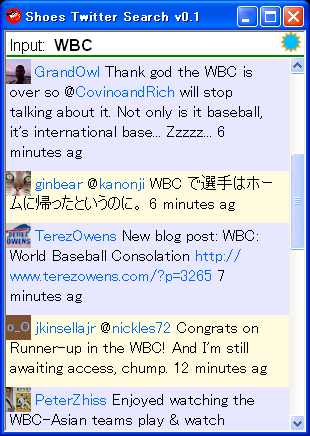 Shoes Twitter Search v0.1
Input: WBC
GrandOwl Thank god the WBC is
over so @CovinoandRich will stop
talking about it. Not only is it baseball,
it's international base... Zzzzz... 6
minutes ag
ginbear @kanonji WBC で選手はホー
ムに帰ったというのに。 6 minutes ag
TerezOwens New blog post: WBC:
World Baseball Consolation http://
www.terezowens.com/?p=3265 7
minutes ag
o_O jkinsellajr @nickles72 Congrats on
Runner-up in the WBC! And I'm still
awaiting access, chump. 12 minutes ag
PeterZhiss Enjoyed watching the
WBC-Asian teams play & watch